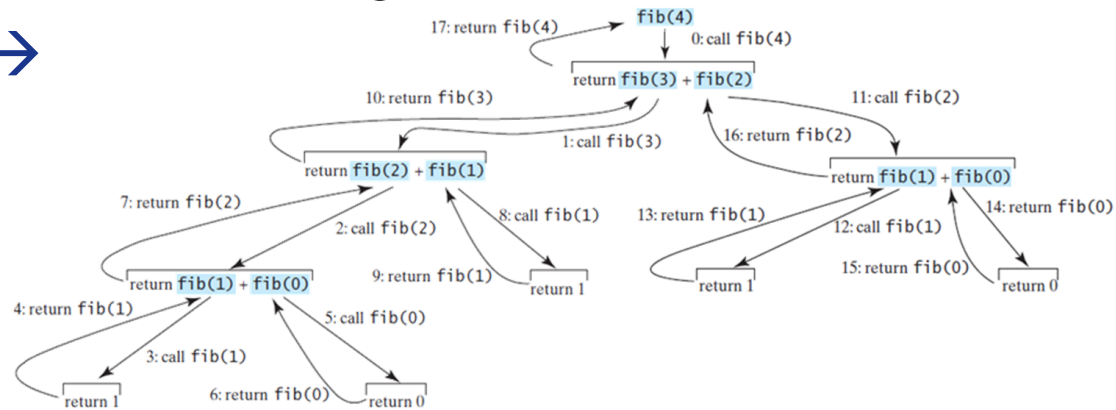 fib(4)
17: return fib(4)
0: call fib(4)
return fib(3) + fib(2)
10: return fib(3)
11: call fib(2)
1: call fib(3)
16: return fib(2)
return fib(2) + fib(1)
return fib(1) + fib(0)
7: return fib(2)
8: call fib(1)
13: return fib(1)
14: return fib(0)
2: call fib(2)
12: call fib(1)
9: return fib(1)
15: return fib(0)
return fib(1) + fib(0)
return 1
return 1
return 0
4: return fib(1)
5: call fib(0)
3: call fib(1)
6: return fib(0)
return 1
return 0